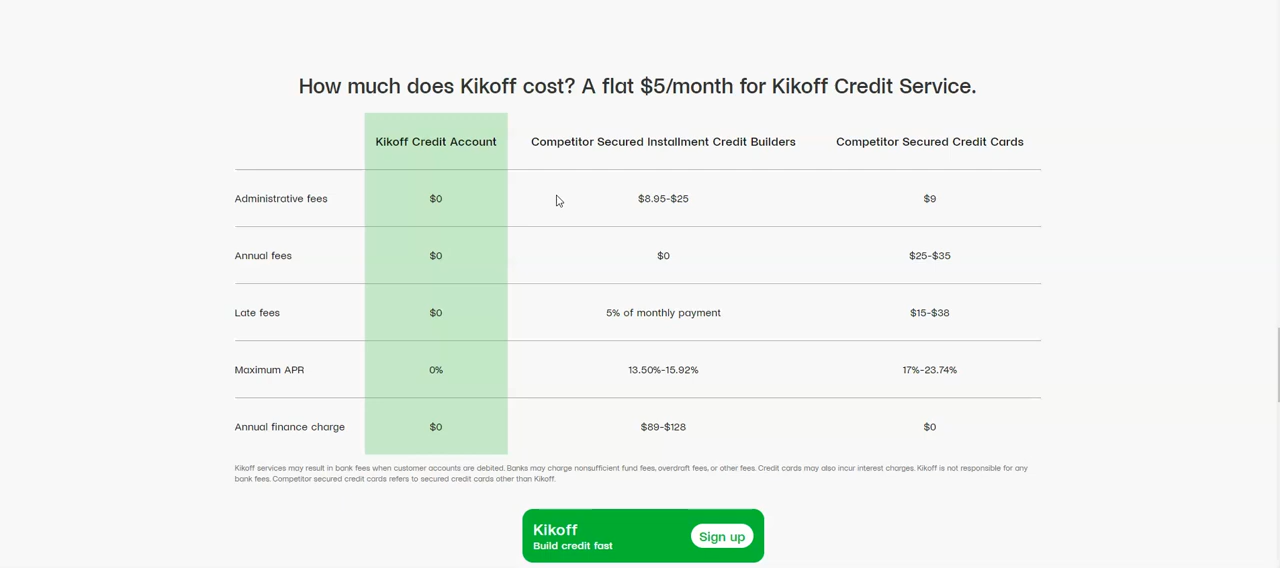 How much does Kikoff cost? A flat $5/month for Kikoff Credit Service.
Kikoff Credit Account Competitor Secured Installment Credit Builders Competitor Secured Credit Cards
Administrative fees $0 $8.95-$25 $9
Annual fees $0 $0 $25-$35
Late fees $0 5% of monthly payment $15-$38
Maximum APR 0% 13.50%-15.92% 17%-23.74%
Annual finance charge $0 $89-$128 $0
Kikoff services may result in bank fees when customer accounts are debited. Banks may charge nonsufficient fund fees, overdraft fees, or other fees. Credit cards may also incur interest charges. Kikoff is not responsible for any
bank fees. Competitor secured credit cards refers to secured credit cards other than Kikoff.
Kikoff
Build credit fast
Sign up